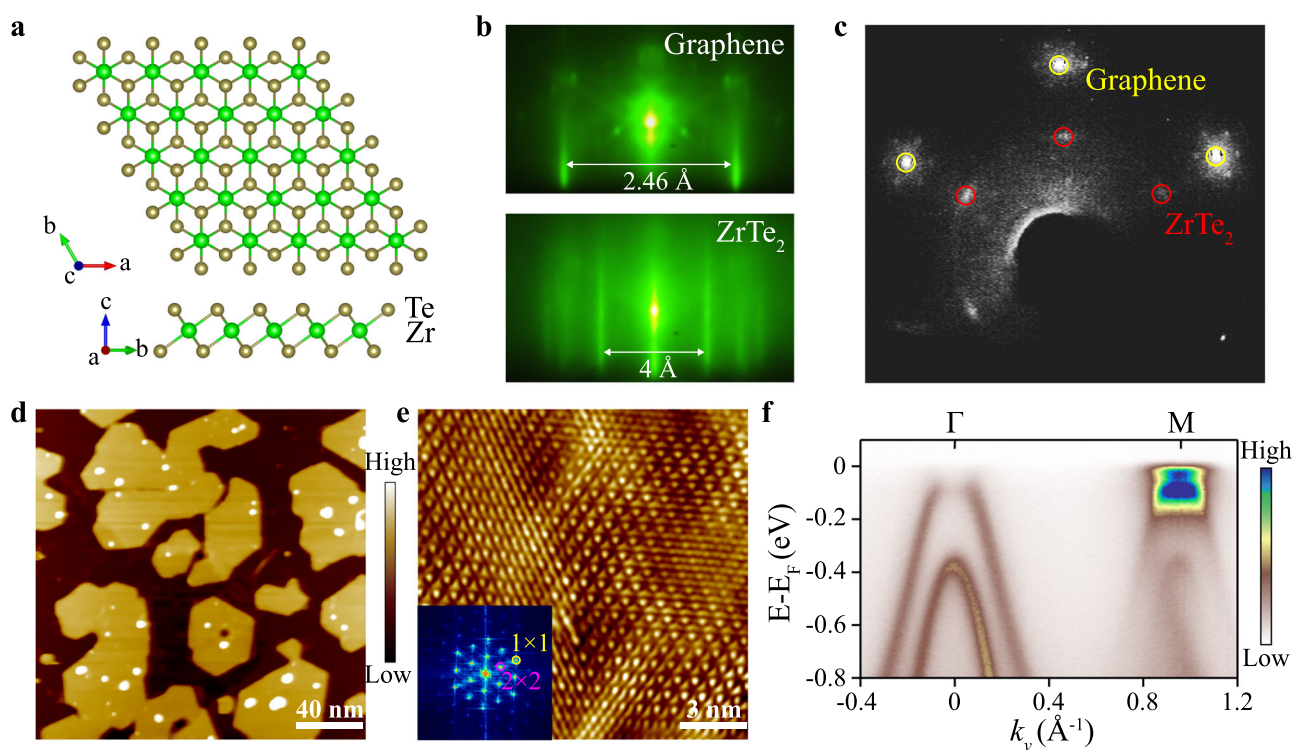 a
b
c
a
c
b
a
Te
Zr
b
Graphene
2.46 Å
ZrTe2
4 Å
c
Graphene
ZrTe2
d
High
Low
40 nm
e
1×1
2×2
3 nm
f
Γ
M
E-EF (eV)
0
-0.2
-0.4
-0.6
-0.8
-0.4
0
0.4
0.8
1.2
ky (Å-1)
High
Low